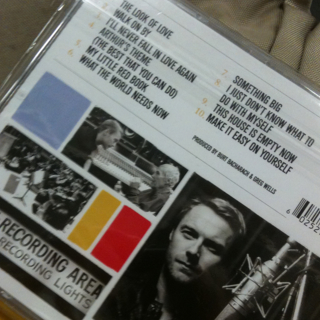 THE LOOK OF LOVE
WALK ON BY
I'LL NEVER FALL IN LOVE AGAIN
ARTHUR'S THEME
(THE BEST THAT YOU CAN DO)
MY LITTLE RED BOOK
WHAT THE WORLD NEEDS NOW
SOMETHING BIG
I JUST DON'T KNOW WHAT TO
DO WITH MYSELF
THIS HOUSE IS EMPTY NOW
10. MAKE IT EASY ON YOURSELF
PRODUCED BY BURT BACHARACH & GREG WELLS
RECORDING AREA
RECORDING LIGHTS